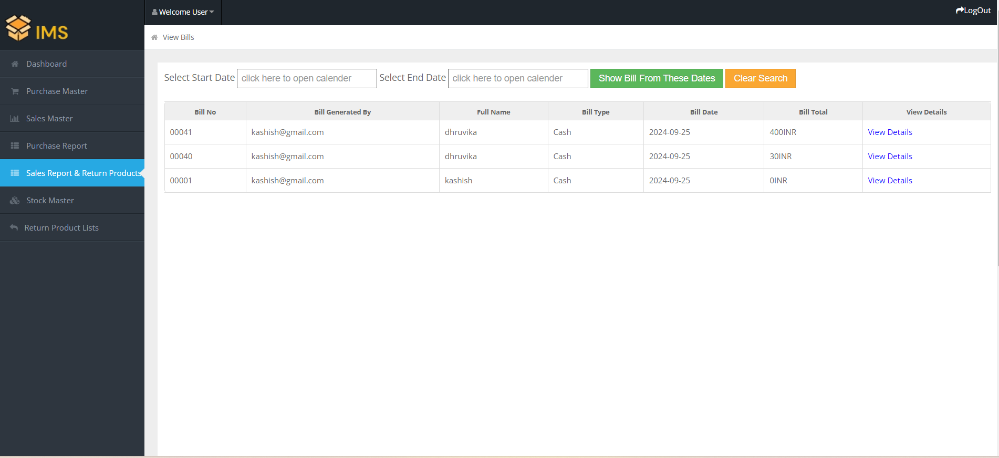 IMS
Welcome User
LogOut
View Bills
Dashboard
Purchase Master
Sales Master
Purchase Report
Sales Report & Return Products
Stock Master
Return Product Lists
Select Start Date click here to open calender Select End Date click here to open calender Show Bill From These Dates Clear Search
Bill No Bill Generated By Full Name Bill Type Bill Date Bill Total View Details
00041 kashish@gmail.com dhruvika Cash 2024-09-25 400INR View Details
00040 kashish@gmail.com dhruvika Cash 2024-09-25 30INR View Details
00001 kashish@gmail.com kashish Cash 2024-09-25 0INR View Details